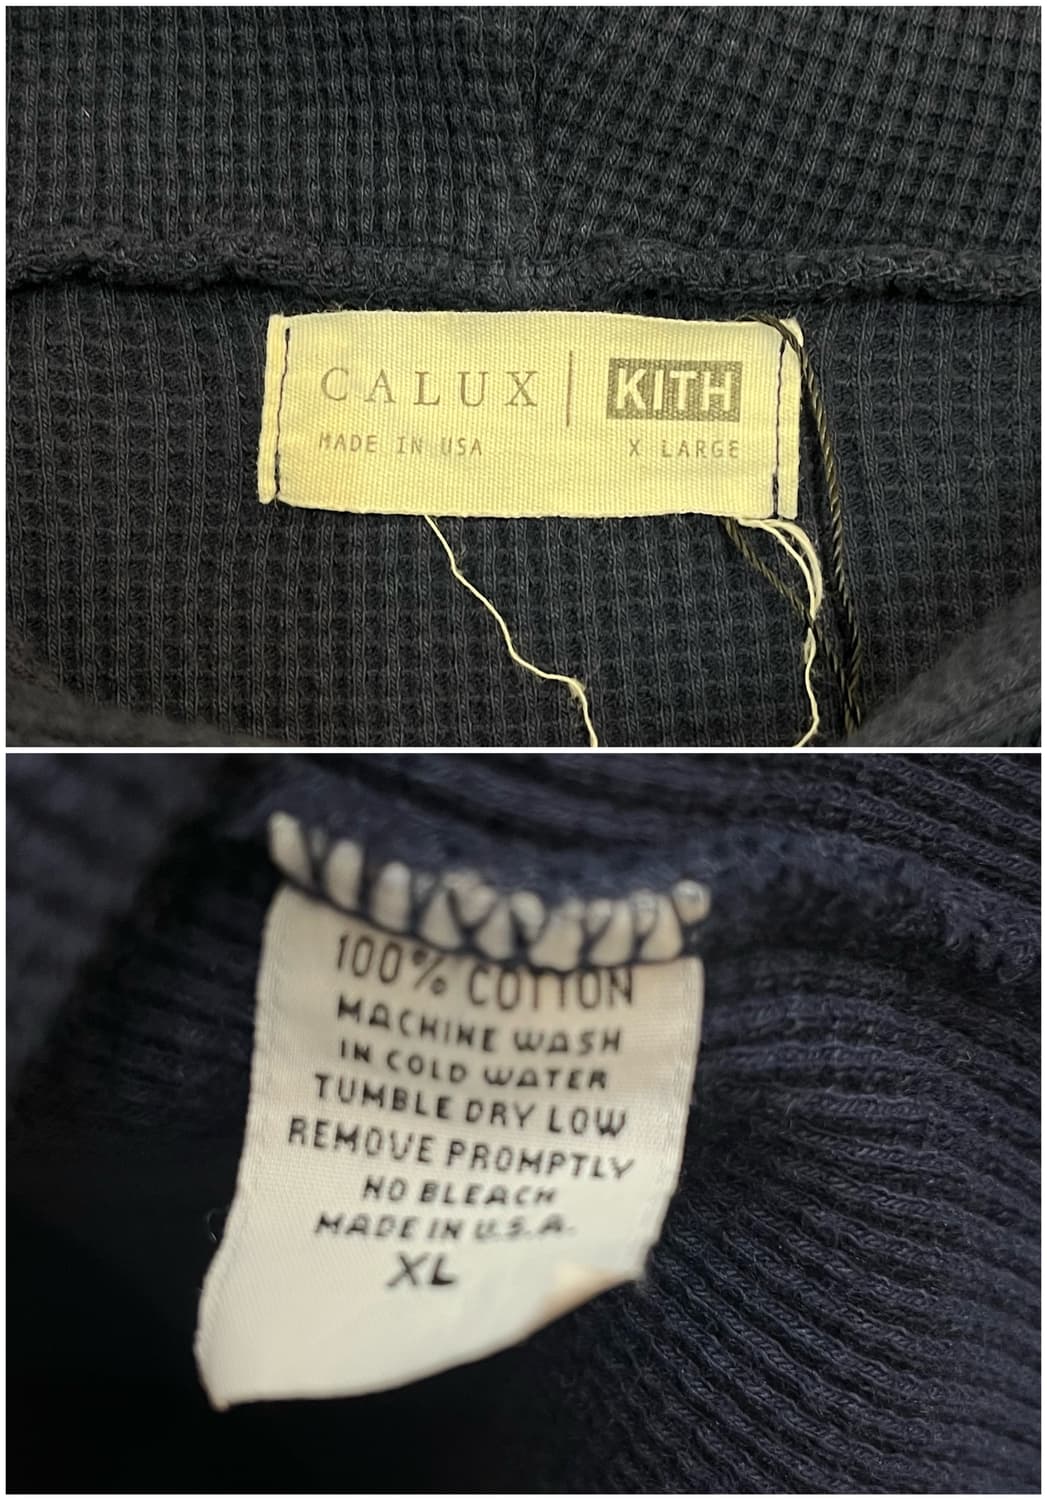 CALUX | KITH
MADE IN USA X LARGE
100% COTTON
MACHINE WASH
IN COLD WATER
TUMBLE DRY LOW
REMOVE PROMPTLY
NO BLEACH
MADE IN U.S.A.
XL